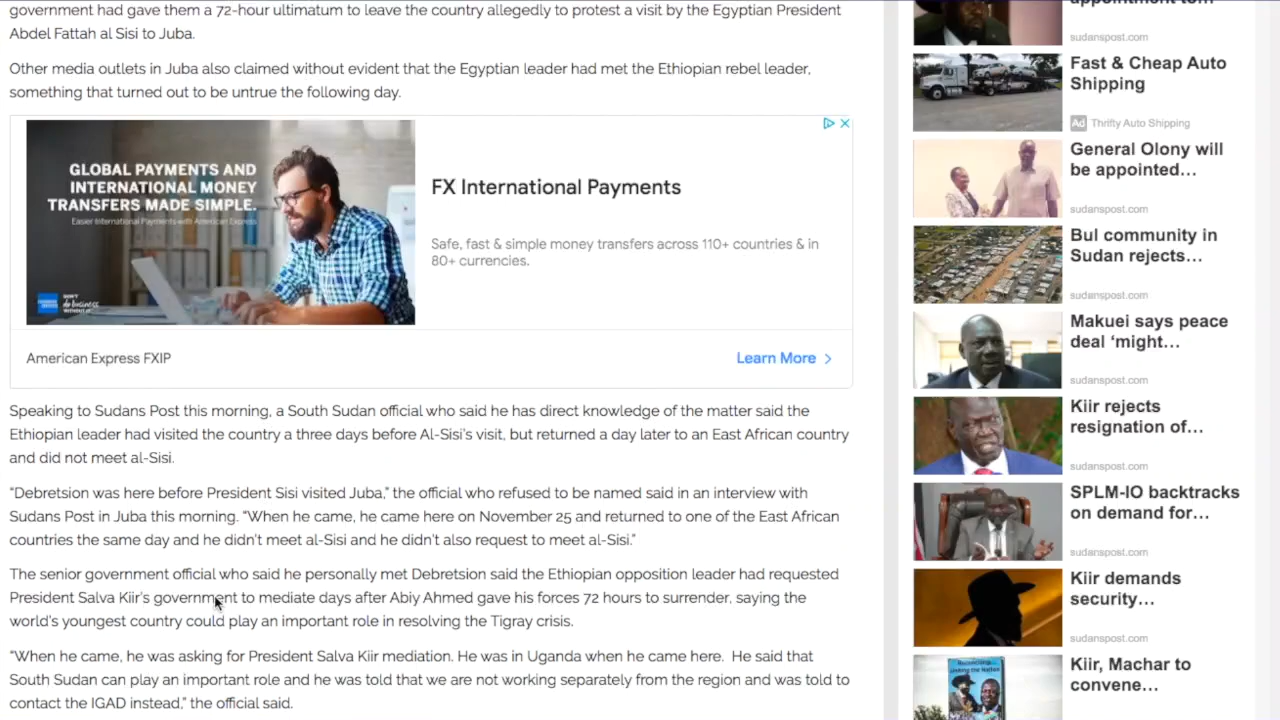 government had gave them a 72-hour ultimatum to leave the country allegedly to protest a visit by the Egyptian President
Abdel Fattah al Sisi to Juba.
Other media outlets in Juba also claimed without evident that the Egyptian leader had met the Ethiopian rebel leader,
something that turned out to be untrue the following day.
GLOBAL PAYMENTS AND
INTERNATIONAL MONEY
TRANSFERS MADE SIMPLE.
Easier International Payments with American Express
DON'T
do business
WITHOUT IT
FX International Payments
Safe, fast & simple money transfers across 110+ countries & in
80+ currencies.
American Express FXIP
Learn More
Speaking to Sudans Post this morning, a South Sudan official who said he has direct knowledge of the matter said the
Ethiopian leader had visited the country a three days before Al-Sisi's visit, but returned a day later to an East African country
and did not meet al-Sisi.
“Debretsion was here before President Sisi visited Juba,” the official who refused to be named said in an interview with
Sudans Post in Juba this morning. “When he came, he came here on November 25 and returned to one of the East African
countries the same day and he didn't meet al-Sisi and he didn't also request to meet al-Sisi.”
The senior government official who said he personally met Debretsion said the Ethiopian opposition leader had requested
President Salva Kiir's government to mediate days after Abiy Ahmed gave his forces 72 hours to surrender, saying the
world's youngest country could play an important role in resolving the Tigray crisis.
“When he came, he was asking for President Salva Kiir mediation. He was in Uganda when he came here. He said that
South Sudan can play an important role and he was told that we are not working separately from the region and was told to
contact the IGAD instead,” the official said.
appointment to...
sudanspost.com
Fast & Cheap Auto
Shipping
Ad Thrifty Auto Shipping
General Olony will
be appointed...
sudanspost.com
Bul community in
Sudan rejects...
sudanspost.com
Makuei says peace
deal ‘might...
sudanspost.com
Kiir rejects
resignation of...
sudanspost.com
SPLM-IO backtracks
on demand for...
sudanspost.com
Kiir demands
security...
sudanspost.com
Kiir, Machar to
convene...